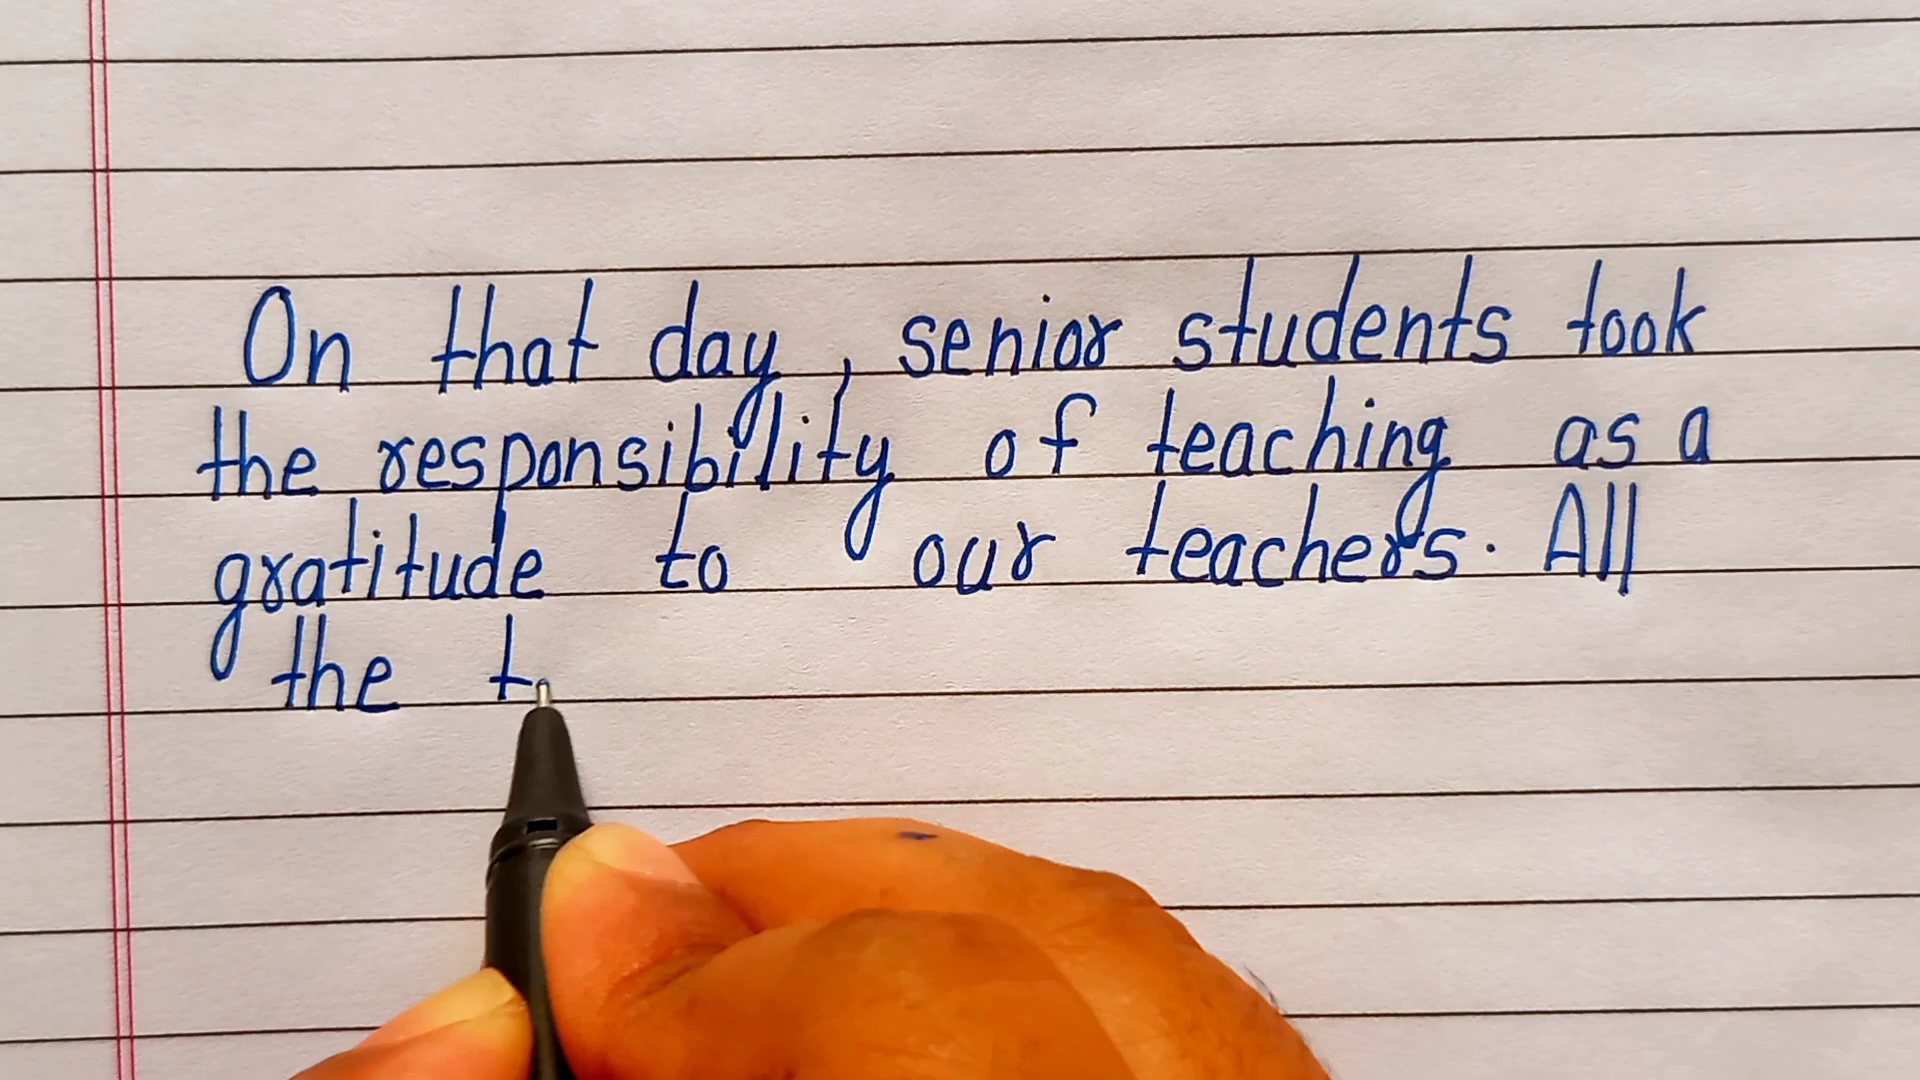 On that day, senior students took
the responsibility of teaching as a
gratitude to our teachers. All
the t